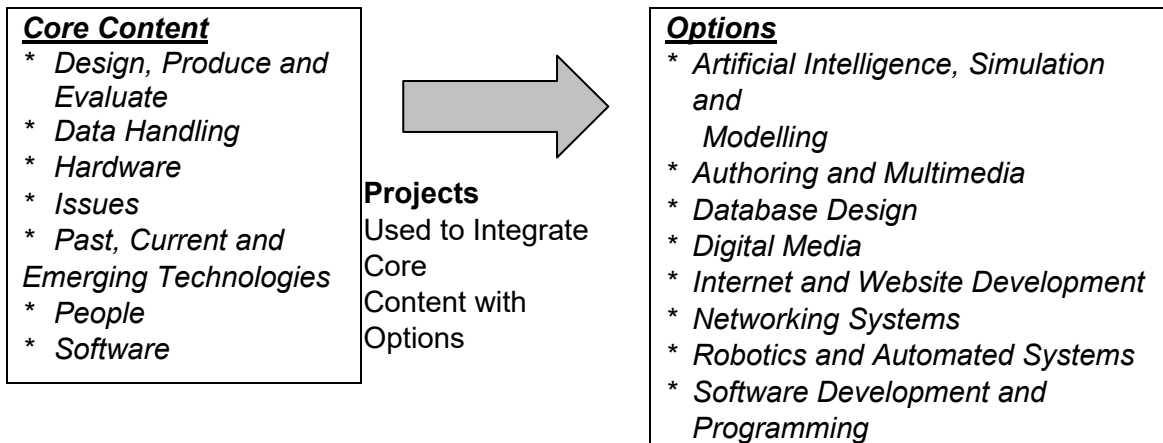 Core Content
* Design, Produce and
Evaluate
* Data Handling
* Hardware
* Issues
* Past, Current and
Emerging Technologies
* People
* Software
Projects
Used to Integrate
Core
Content with
Options
Options
* Artificial Intelligence, Simulation
and
Modelling
* Authoring and Multimedia
* Database Design
* Digital Media
* Internet and Website Development
* Networking Systems
* Robotics and Automated Systems
* Software Development and
Programming